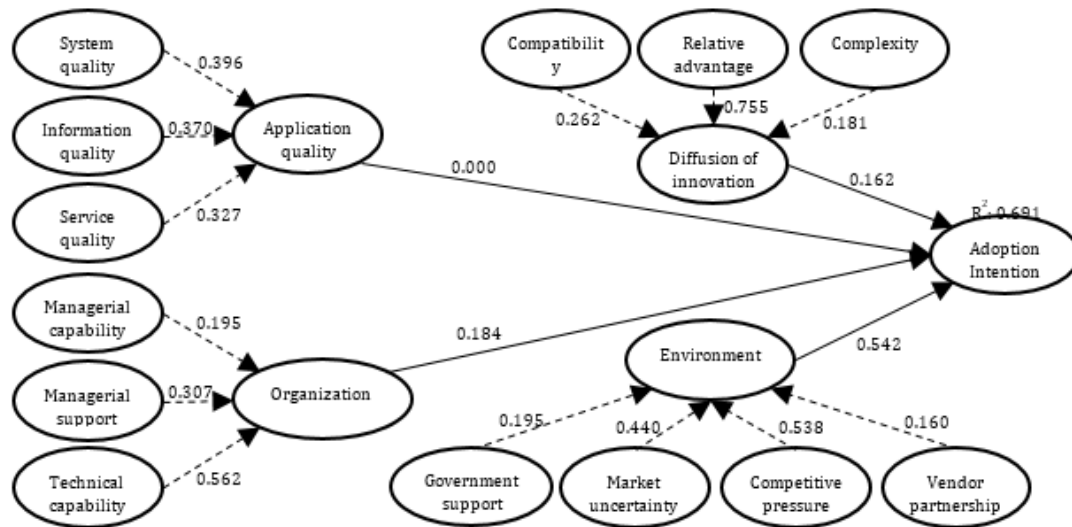 System
quality
0.396
Information
quality
0.370
Service
quality
0.327
Application
quality
0.000
Compatibilit
y
Relative
advantage
Complexity
0.262
0.755
0.181
Diffusion of
innovation
0.162
R²: 0.691
Adoption
Intention
Managerial
capability
0.195
Managerial
support
0.307
Technical
capability
0.562
Organization
0.184
Environment
0.542
0.195
0.440
0.538
0.160
Government
support
Market
uncertainty
Competitive
pressure
Vendor
partnership